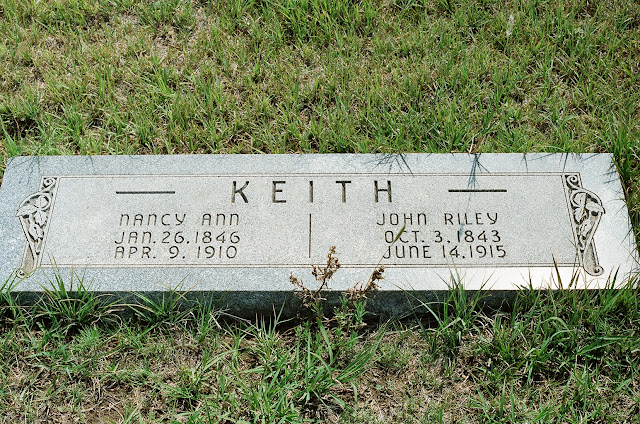 KEITH
NANCY ANN
JAN. 26, 1846
APR. 9, 1910
JOHN RILEY
OCT. 3, 1843
JUNE 14, 1915